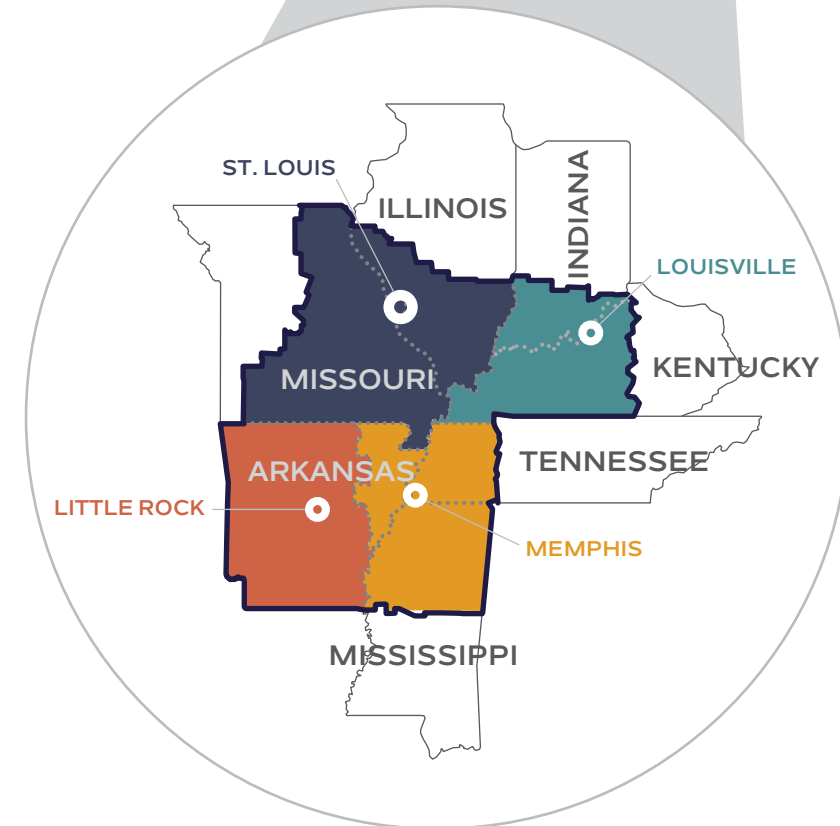 ST. LOUIS
ILLINOIS
INDIANA
LOUISVILLE
KENTUCKY
MISSOURI
TENNESSEE
ARKANSAS
LITTLE ROCK
MEMPHIS
MISSISSIPPI